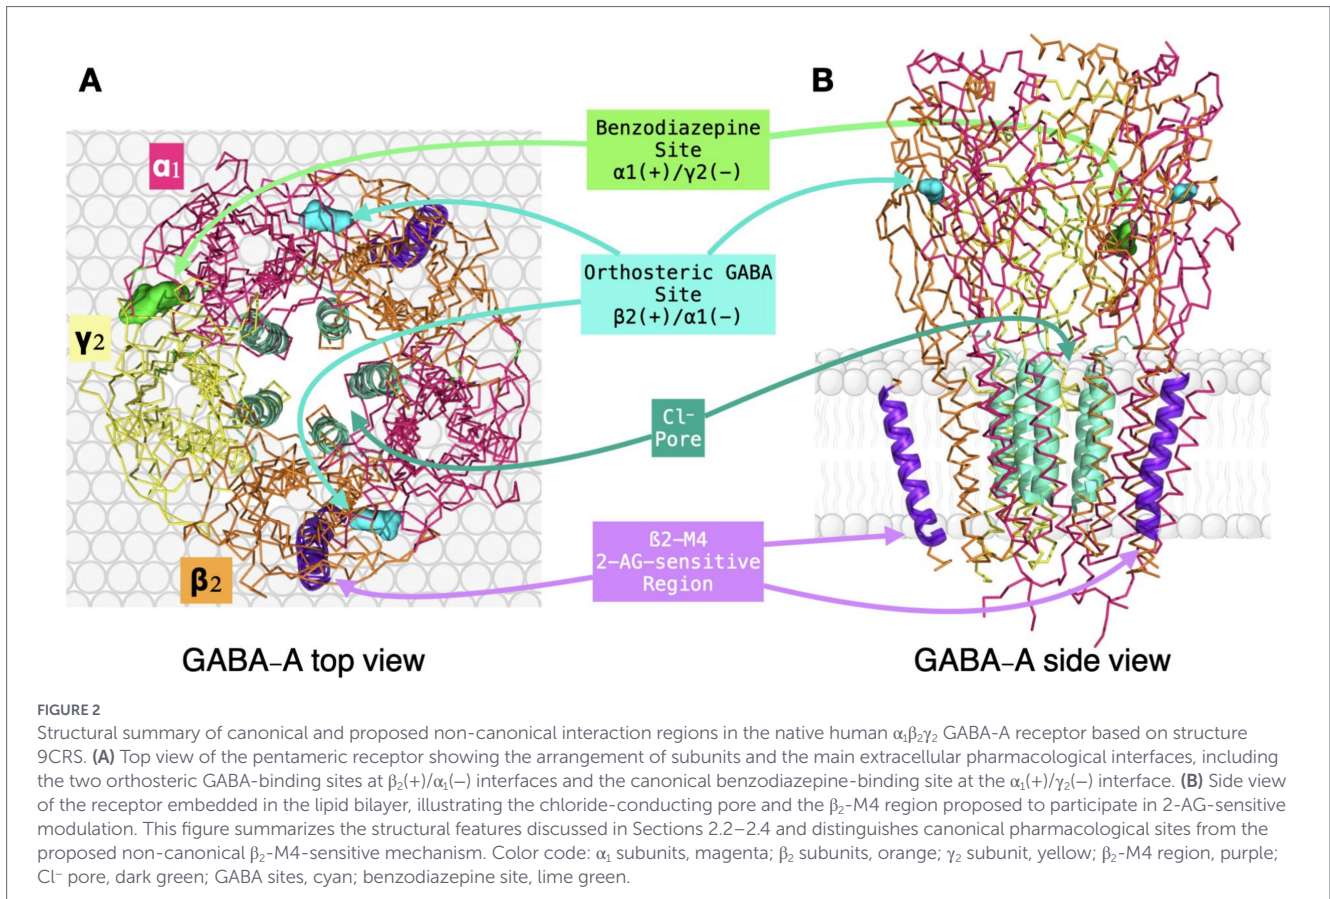 A
B
α1
Benzodiazepine
Site
α1(+)/γ2(-)
Orthosteric GABA
Site
β2(+)/α1(-)
γ2
Cl⁻
Pore
ß2-M4
2-AG-sensitive
Region
β2
GABA-A top view
GABA-A side view
FIGURE 2
Structural summary of canonical and proposed non-canonical interaction regions in the native human α₁β₂γ₂ GABA-A receptor based on structure
9CRS. (A) Top view of the pentameric receptor showing the arrangement of subunits and the main extracellular pharmacological interfaces, including
the two orthosteric GABA-binding sites at β₂(+)/α₁(−) interfaces and the canonical benzodiazepine-binding site at the α₁(+)/γ₂(−) interface. (B) Side view
of the receptor embedded in the lipid bilayer, illustrating the chloride-conducting pore and the β₂-M4 region proposed to participate in 2-AG-sensitive
modulation. This figure summarizes the structural features discussed in Sections 2.2–2.4 and distinguishes canonical pharmacological sites from the
proposed non-canonical β₂-M4-sensitive mechanism. Color code: α₁ subunits, magenta; β₂ subunits, orange; γ₂ subunit, yellow; β₂-M4 region, purple;
Cl⁻ pore, dark green; GABA sites, cyan; benzodiazepine site, lime green.